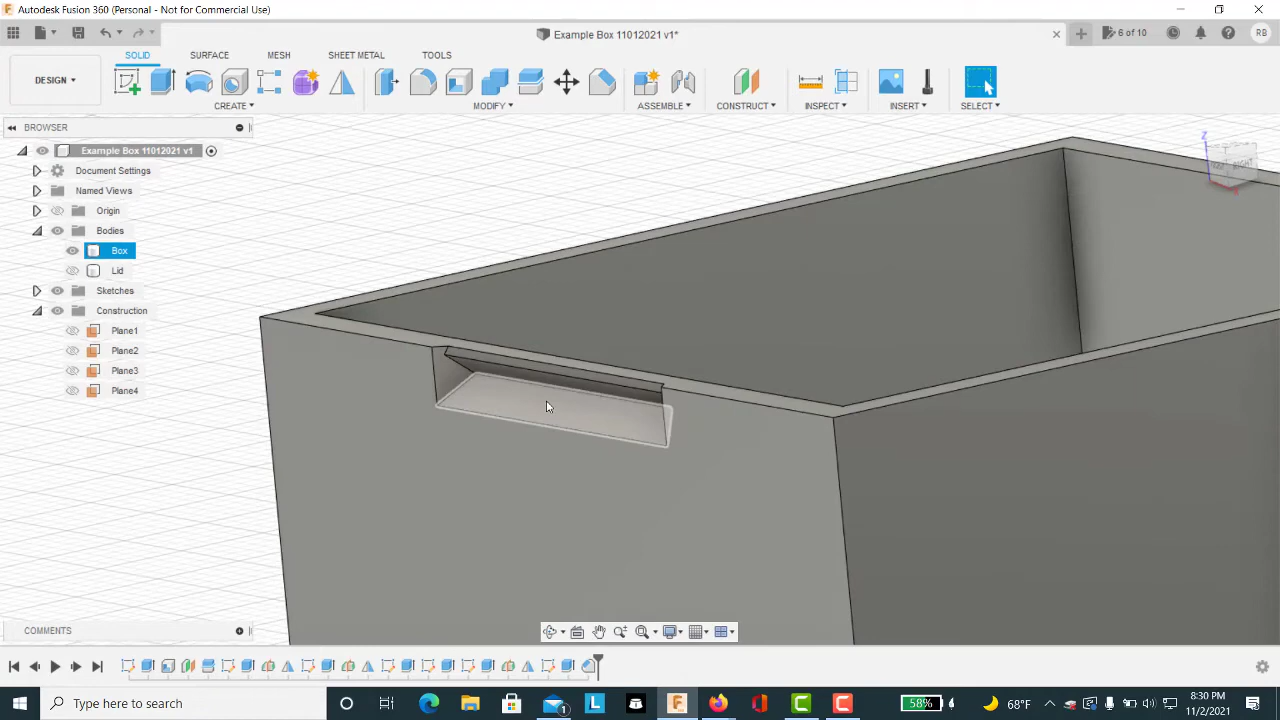 Autodesk Fusion 360 (Personal - Not for Commercial Use)
Example Box 11012021 v1*
6 of 10
RB
SOLID
SURFACE
MESH
SHEET METAL
TOOLS
DESIGN
CREATE
MODIFY
ASSEMBLE
CONSTRUCT
INSPECT
INSERT
SELECT
BROWSER
Example Box 11012021 v1
Document Settings
Named Views
Origin
Bodies
Box
Lid
Sketches
Construction
Plane1
Plane2
Plane3
Plane4
Z
RIGHT
COMMENTS
Type here to search
L
F
1
C
C
58%
68°F
8:30 PM
11/2/2021